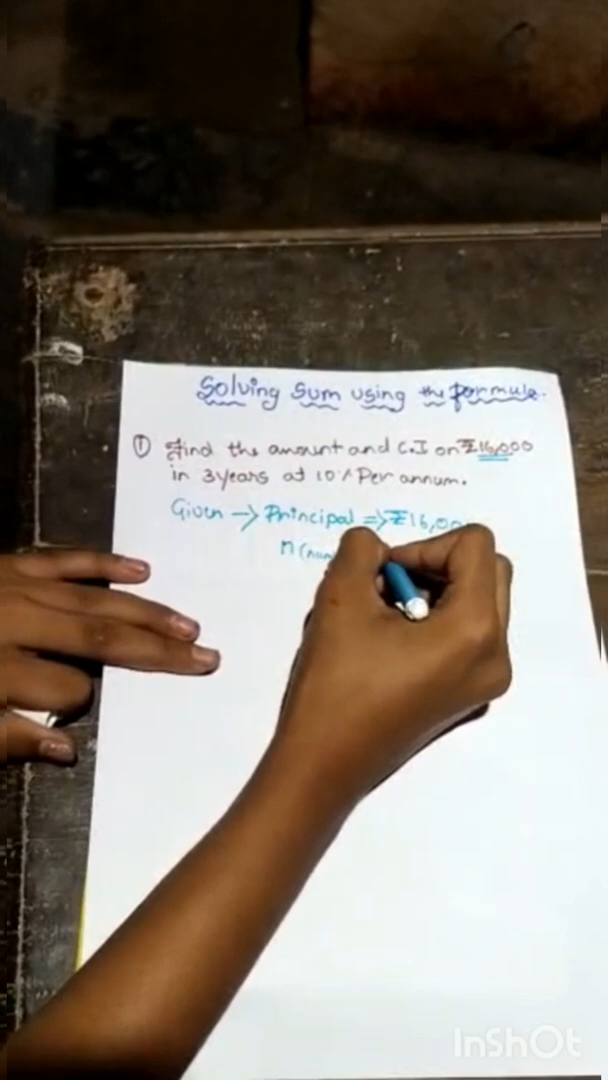 Solving Sum using the formula.
① Find the amount and C.I on ₹16,000
in 3years at 10% Per annum.
Given → Principal ⇒ ₹16,00
n (num
InShOt